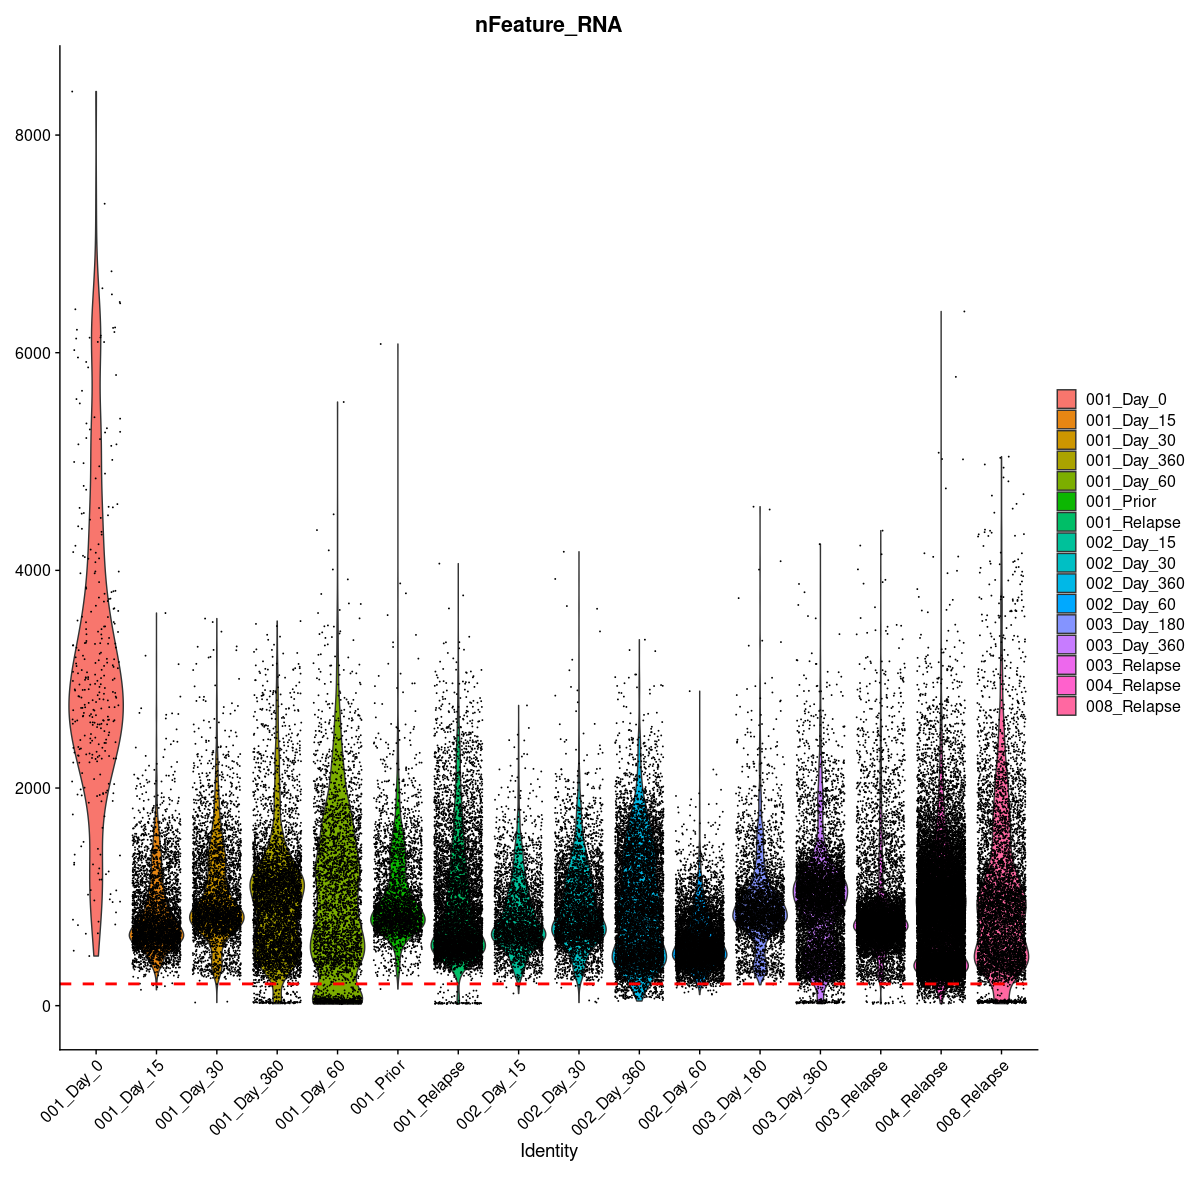 nFeature_RNA
8000
6000
4000
2000
0
001_Day_0
001_Day_15
001_Day_30
001_Day_360
001_Day_60
001_Prior
001_Relapse
002_Day_15
002_Day_30
002_Day_360
002_Day_60
003_Day_180
003_Day_360
003_Relapse
004_Relapse
008_Relapse
Identity
001_Day_0
001_Day_15
001_Day_30
001_Day_360
001_Day_60
001_Prior
001_Relapse
002_Day_15
002_Day_30
002_Day_360
002_Day_60
003_Day_180
003_Day_360
003_Relapse
004_Relapse
008_Relapse